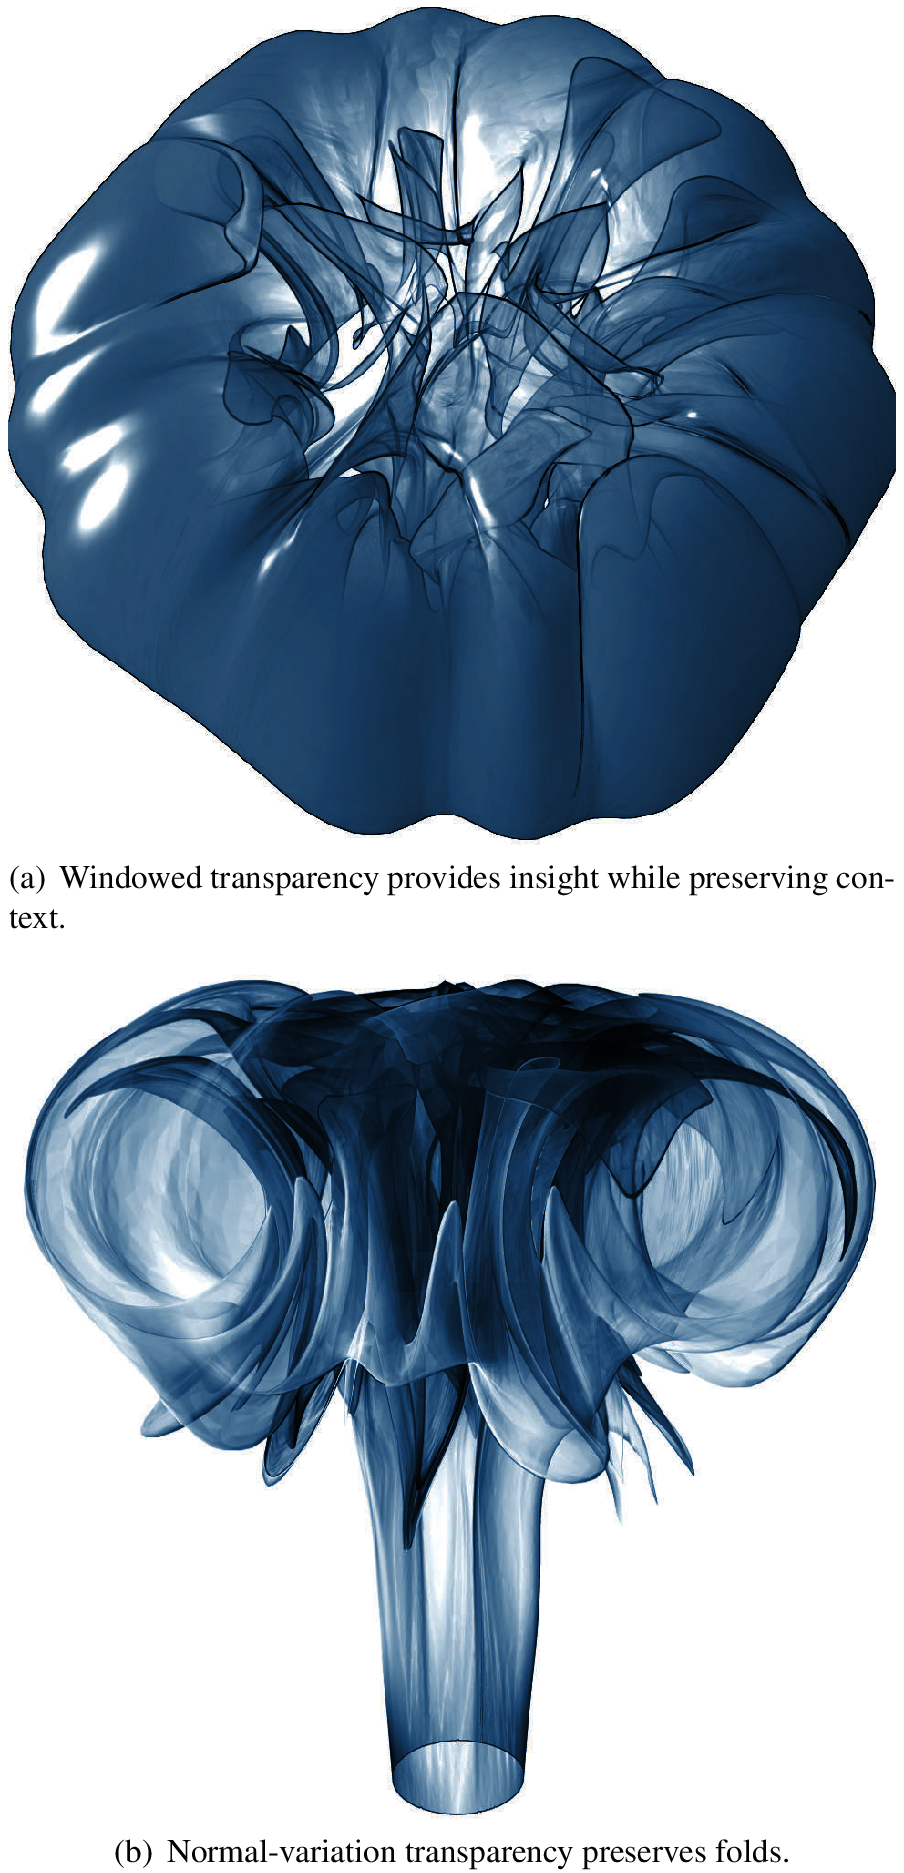 (a) Windowed transparency provides insight while preserving con-
text.
(b) Normal-variation transparency preserves folds.